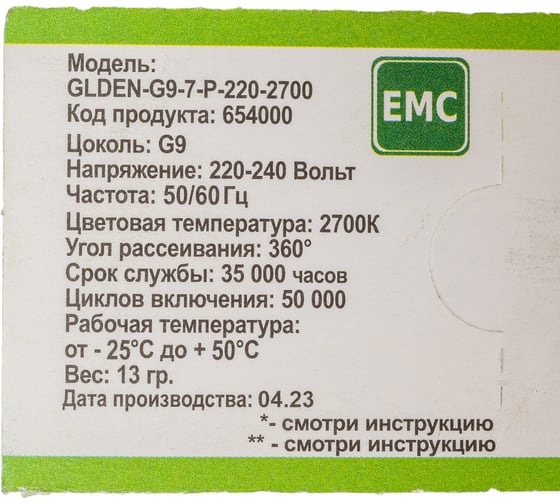 Модель:
GLDEN-G9-7-P-220-2700
Код продукта: 654000
EMC
Цоколь: G9
Напряжение: 220-240 Вольт
Частота: 50/60 Гц
Цветовая температура: 2700К
Угол рассеивания: 360°
Срок службы: 35 000 часов
Циклов включения: 50 000
Рабочая температура:
от - 25°С до + 50°С
Вес: 13 гр.
Дата производства: 04.23
*- смотри инструкцию
** - смотри инструкцию